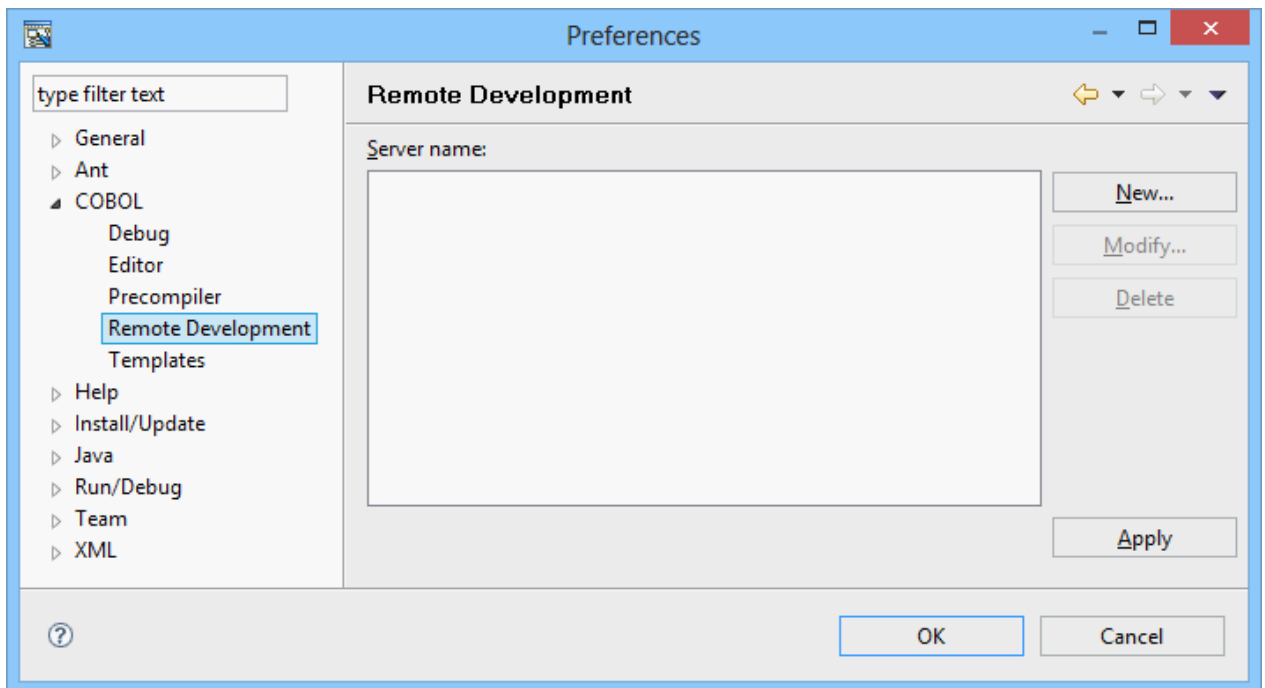 Preferences
type filter text
General
Ant
COBOL
Debug
Editor
Precompiler
Remote Development
Templates
Help
Install/Update
Java
Run/Debug
Team
XML
Remote Development
Server name:
New...
Modify...
Delete
Apply
OK
Cancel